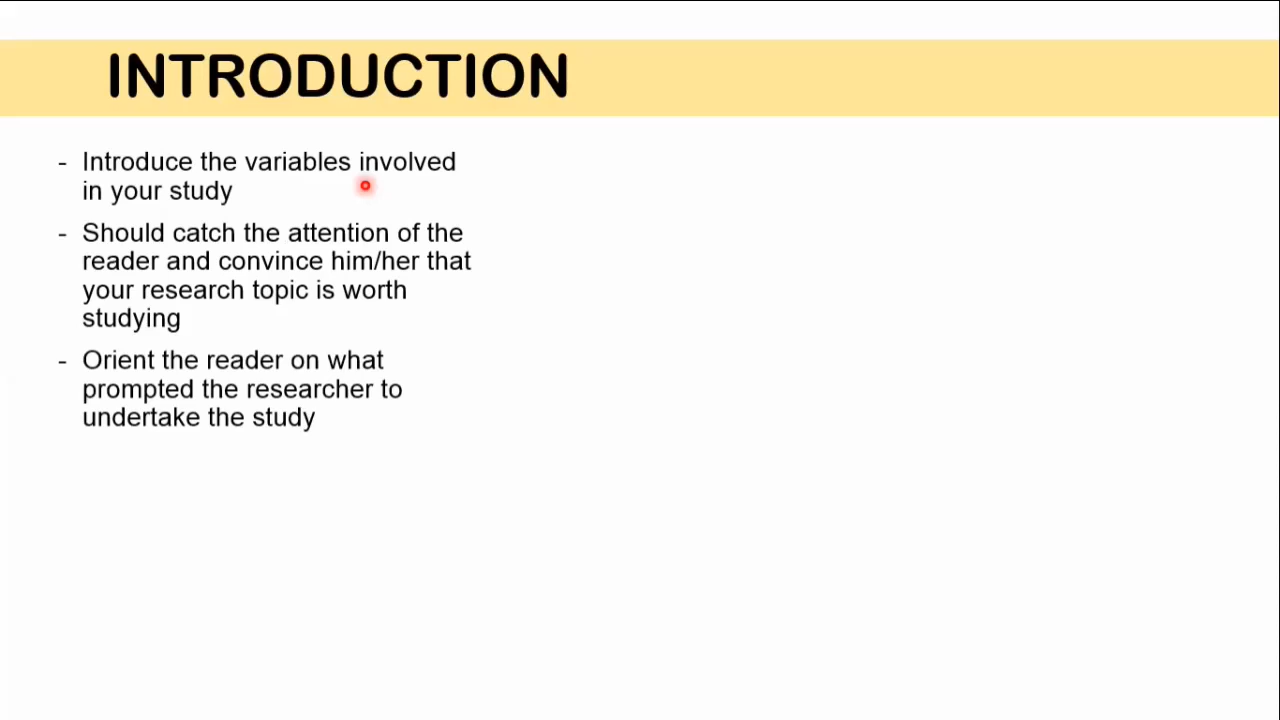 INTRODUCTION
- Introduce the variables involved
in your study
- Should catch the attention of the
reader and convince him/her that
your research topic is worth
studying
- Orient the reader on what
prompted the researcher to
undertake the study